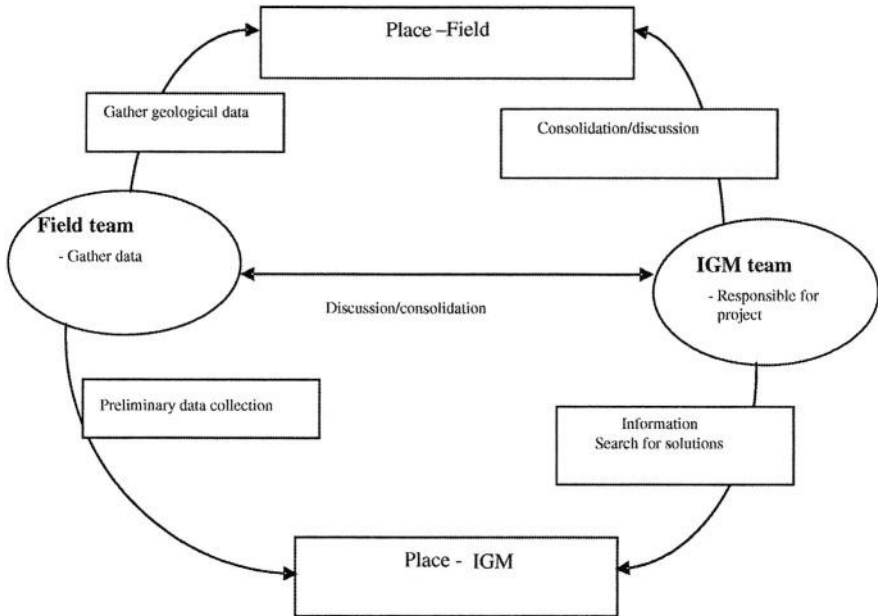 Place –Field
Gather geological data
Consolidation/discussion
Field team
- Gather data
IGM team
- Responsible for
project
Discussion/consolidation
Preliminary data collection
Information
Search for solutions
Place - IGM